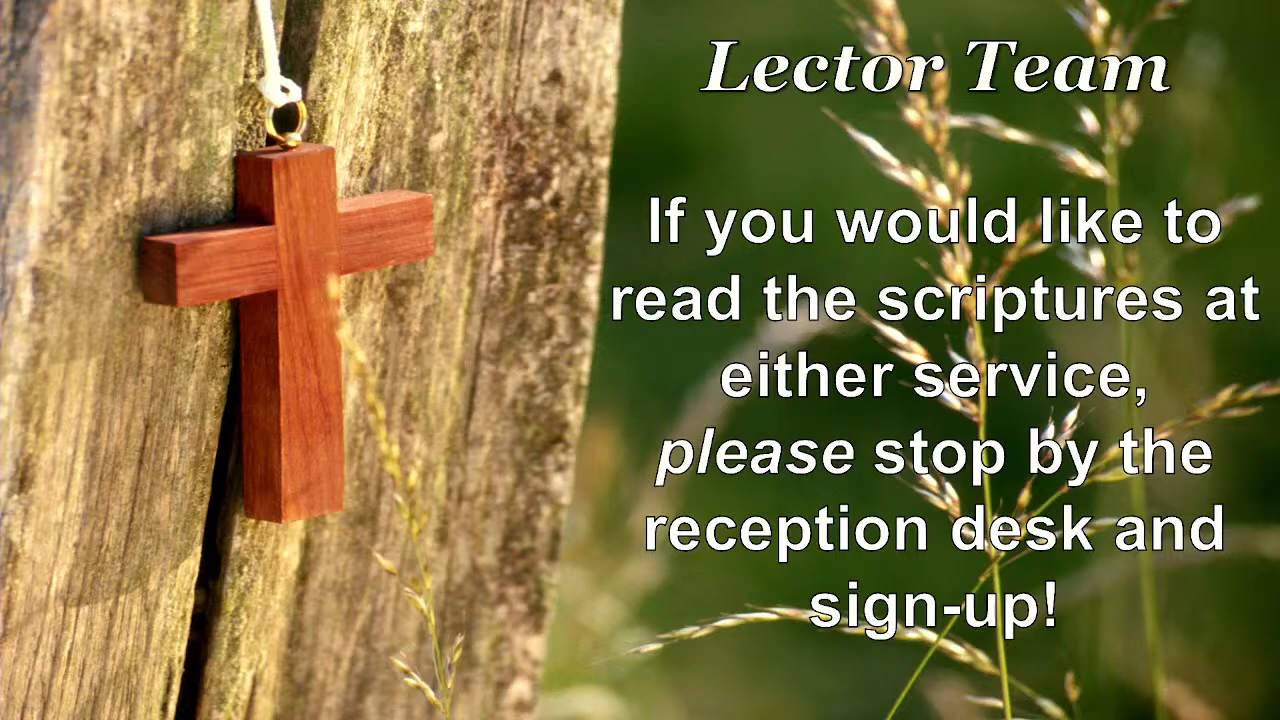 Lector Team
If you would like to
read the scriptures at
either service,
please stop by the
reception desk and
sign-up!